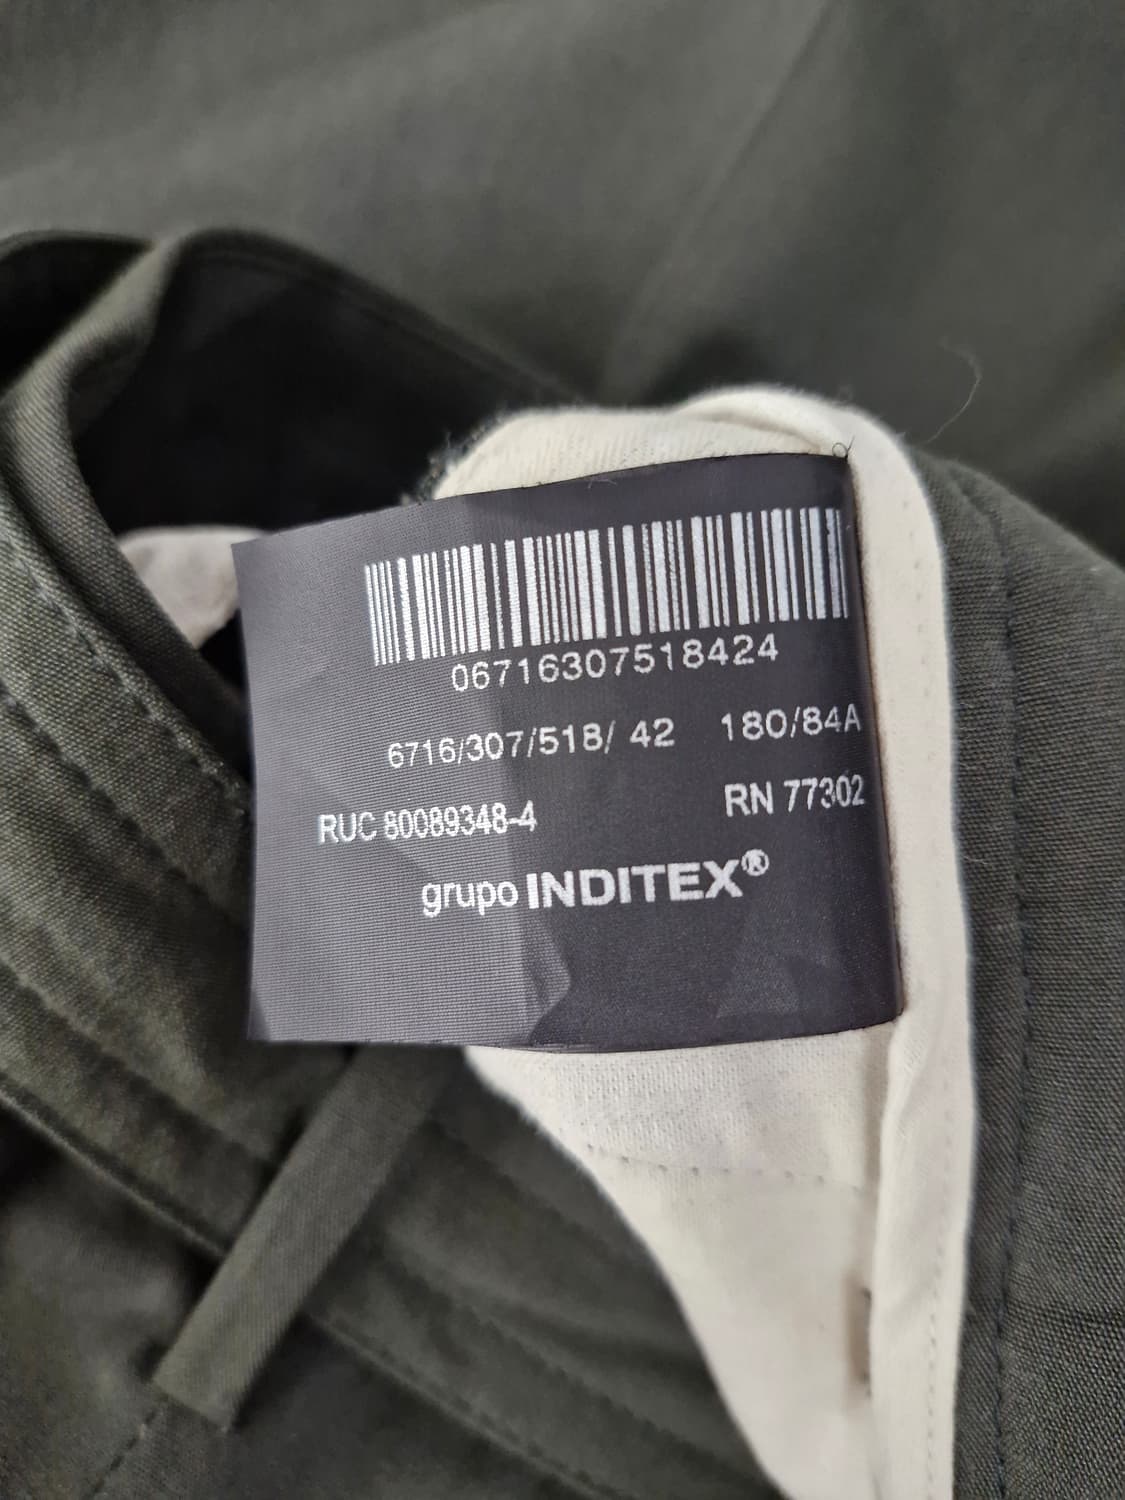 06716307518424
6716/307/518/ 42 180/84A
RUC 80089348-4 RN 77302
grupo INDITEX®